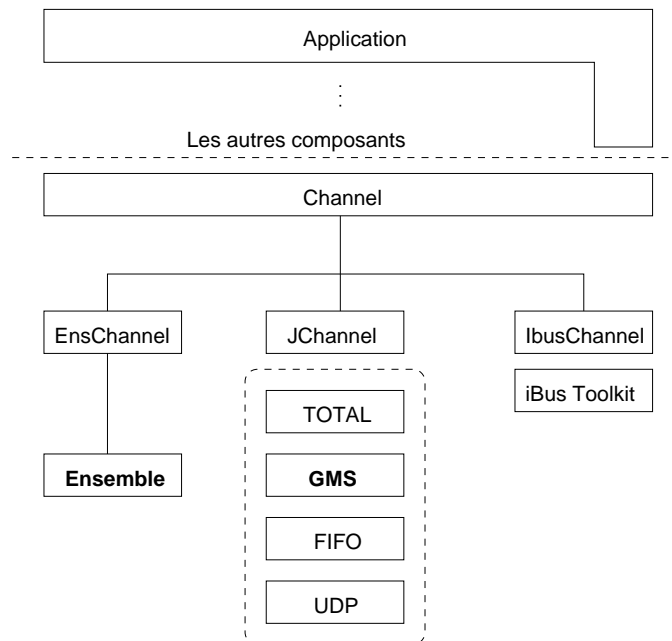 Application
Les autres composants
Channel
EnsChannel
JChannel
IbusChannel
iBus Toolkit
TOTAL
Ensemble
GMS
FIFO
UDP